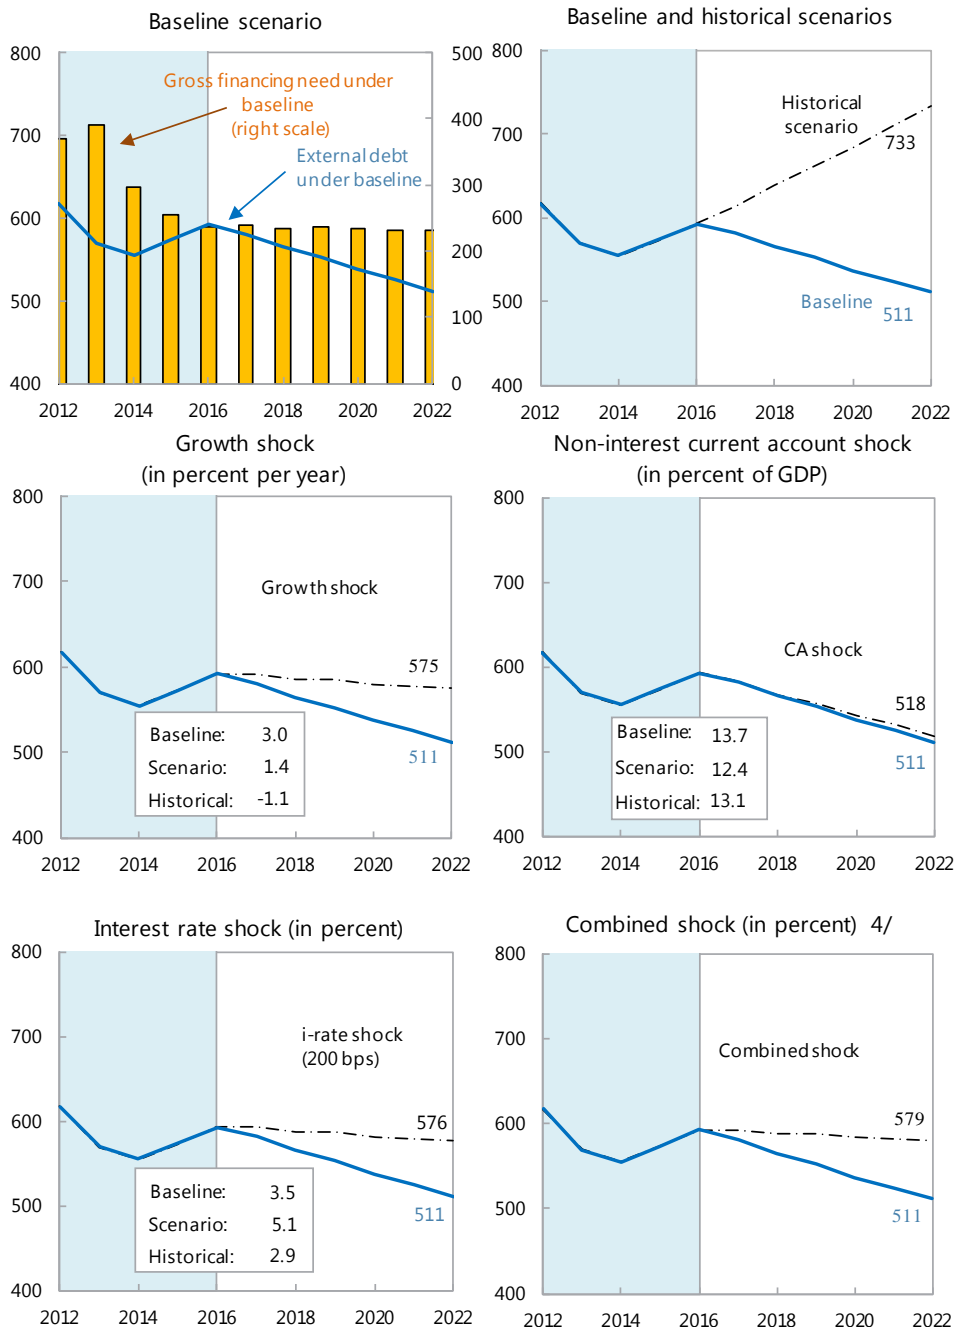 Baseline scenario
800
700
600
500
400
500
400
300
200
100
0
Gross financing need under
baseline
(right scale)
External debt
under baseline
2012 2014 2016 2018 2020 2022
Baseline and historical scenarios
800
700
600
500
400
Historical
scenario
733
Baseline
511
2012 2014 2016 2018 2020 2022
Growth shock
(in percent per year)
800
700
600
500
400
Growth shock
575
511
Baseline: 3.0
Scenario: 1.4
Historical: -1.1
2012 2014 2016 2018 2020 2022
Non-interest current account shock
(in percent of GDP)
800
700
600
500
400
CA shock
518
511
Baseline: 13.7
Scenario: 12.4
Historical: 13.1
2012 2014 2016 2018 2020 2022
Interest rate shock (in percent)
800
700
600
500
400
i-rate shock
(200 bps)
576
511
Baseline: 3.5
Scenario: 5.1
Historical: 2.9
2012 2014 2016 2018 2020 2022
Combined shock (in percent) 4/
800
700
600
500
400
Combined shock
579
511
2012 2014 2016 2018 2020 2022